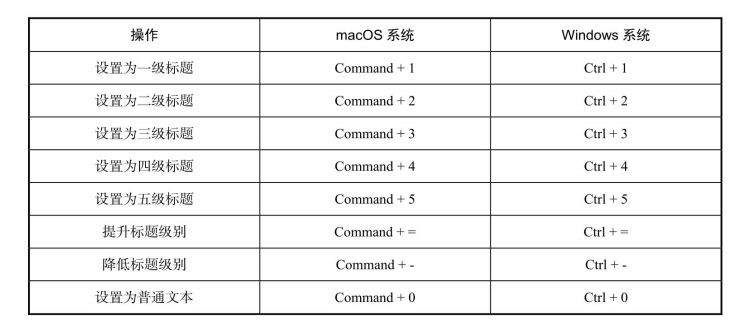 操作 macOS 系统 Windows 系统
设置为一级标题 Command + 1 Ctrl + 1
设置为二级标题 Command + 2 Ctrl + 2
设置为三级标题 Command + 3 Ctrl + 3
设置为四级标题 Command + 4 Ctrl + 4
设置为五级标题 Command + 5 Ctrl + 5
提升标题级别 Command + = Ctrl + =
降低标题级别 Command + - Ctrl + -
设置为普通文本 Command + 0 Ctrl + 0